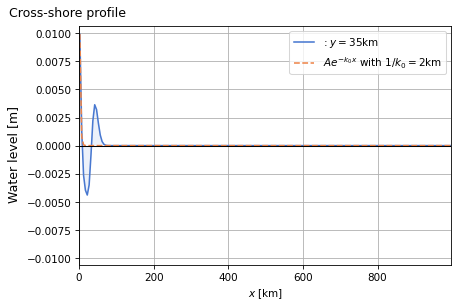 Cross-shore profile
0.0100
0.0075
0.0050
0.0025
0.0000
−0.0025
−0.0050
−0.0075
−0.0100
Water level [m]
: y = 35km
Ae^{-k_0x} with 1/k_0 = 2km
0 200 400 600 800
x [km]